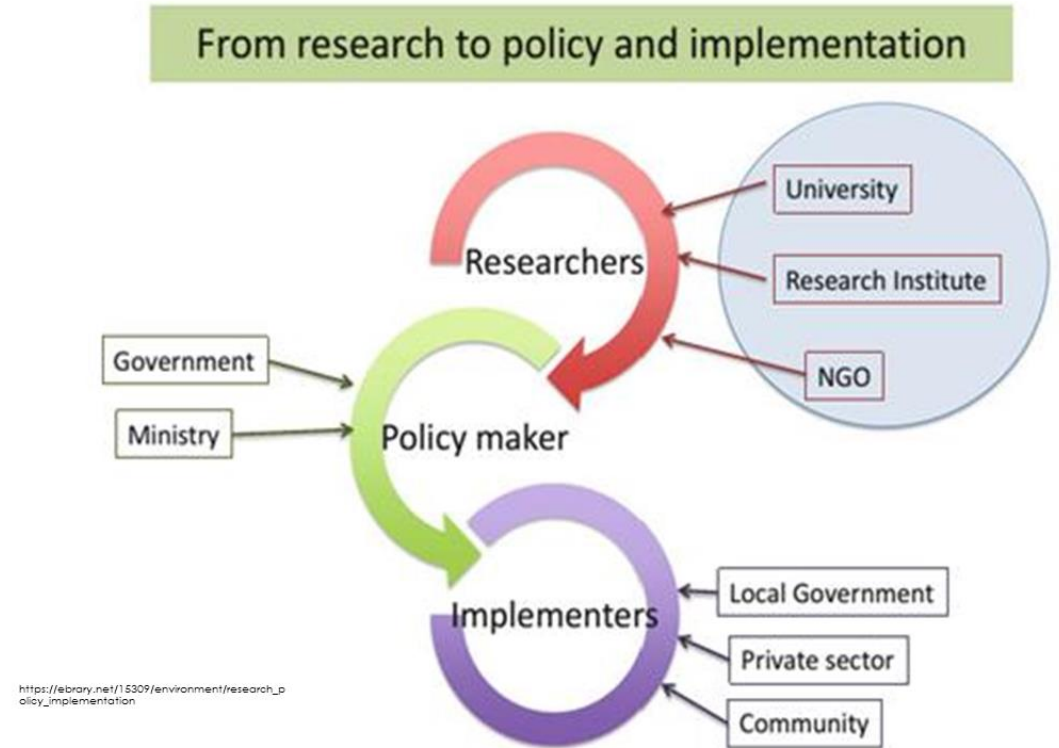 From research to policy and implementation
University
Researchers
Research Institute
Government
NGO
Ministry
Policy maker
Local Government
Implementers
Private sector
https://ebrary.net/15309/environment/research_p
olicy_implementation
Community